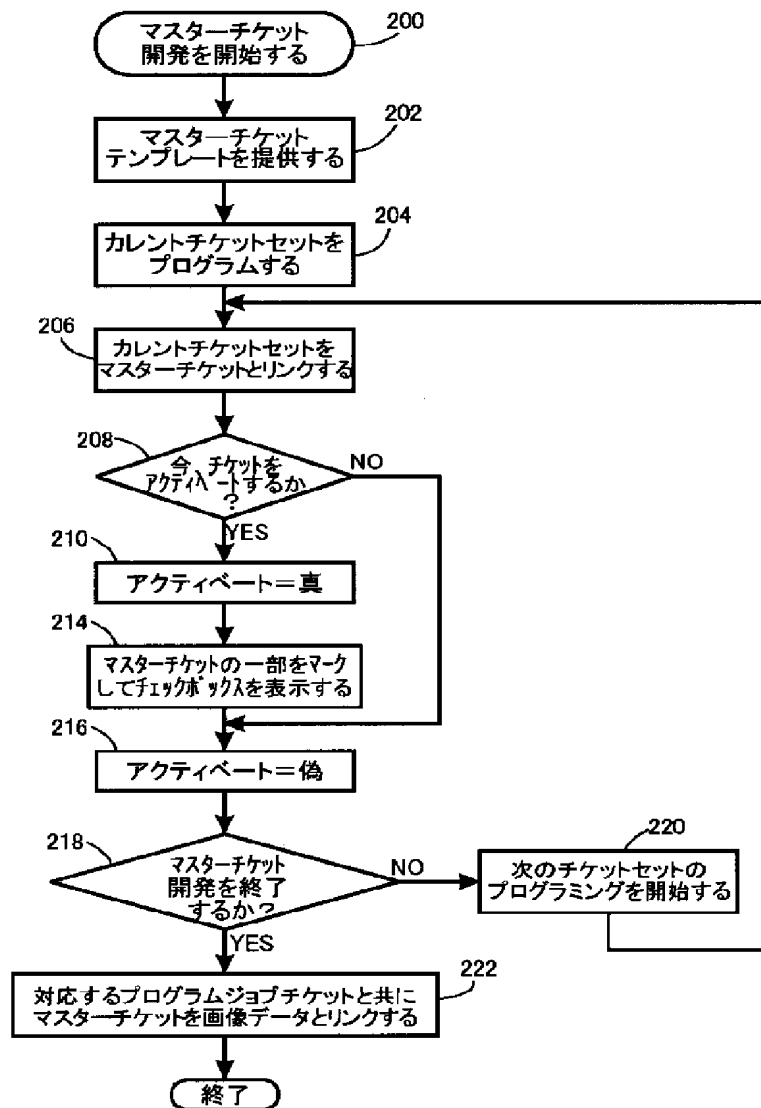 マスターチケット
開発を開始する
200
202
マスターチケット
テンプレートを提供する
204
カレントチケットセットを
プログラムする
206
カレントチケットセットを
マスターチケットとリンクする
208
今、チケットを
アクティベートするか
?
NO
YES
210
アクティベート＝真
214
マスターチケットの一部をマーク
してチェックボックスを表示する
216
アクティベート＝偽
218
マスターチケット
開発を終了
するか?
NO
YES
220
次のチケットセットの
プログラミングを開始する
222
対応するプログラムジョブチケットと共に
マスターチケットを画像データとリンクする
終了